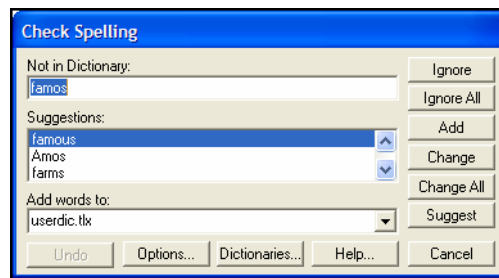 Check Spelling
Not in Dictionary:
famos
Suggestions:
famous
Amos
farms
Add words to:
userdic.tlx
Ignore
Ignore All
Add
Change
Change All
Suggest
Undo Options... Dictionaries... Help... Cancel